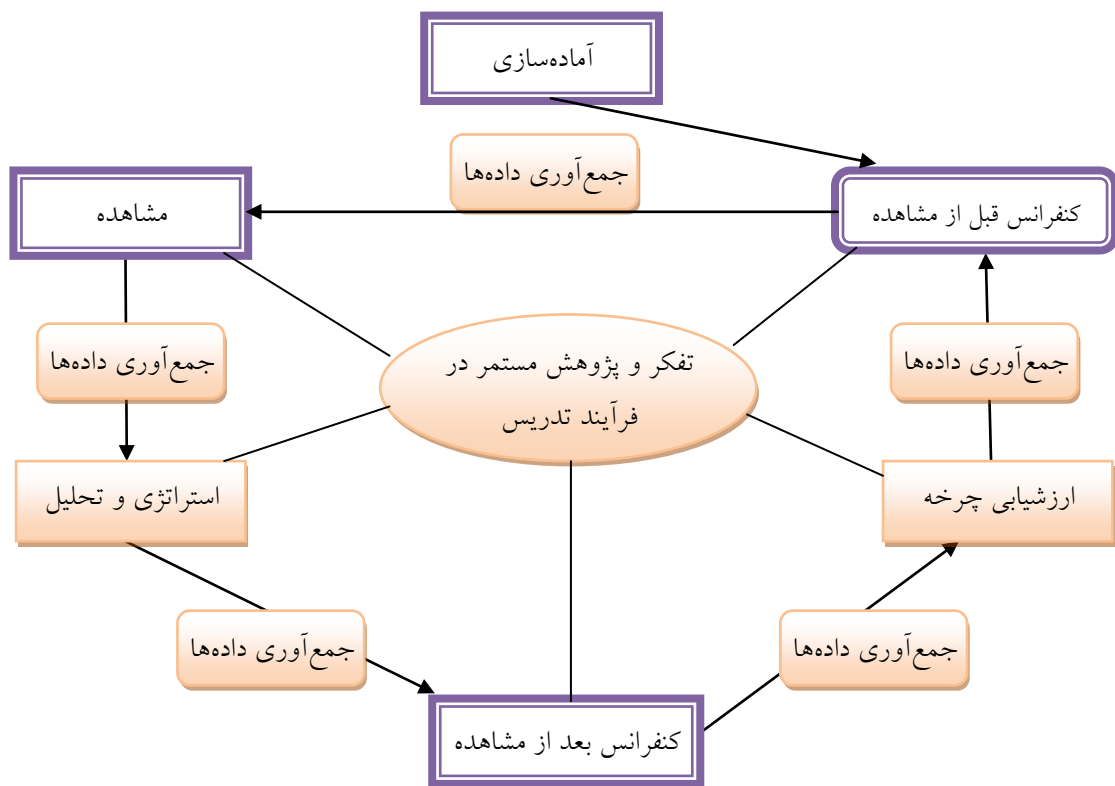 آماده‌سازی
جمع‌آوری داده‌ها
کنفرانس قبل از مشاهده
مشاهده
جمع‌آوری داده‌ها
جمع‌آوری داده‌ها
تفکر و پژوهش مستمر در
فرآیند تدریس
ارزشیابی چرخه
استراتژی و تحلیل
جمع‌آوری داده‌ها
جمع‌آوری داده‌ها
کنفرانس بعد از مشاهده